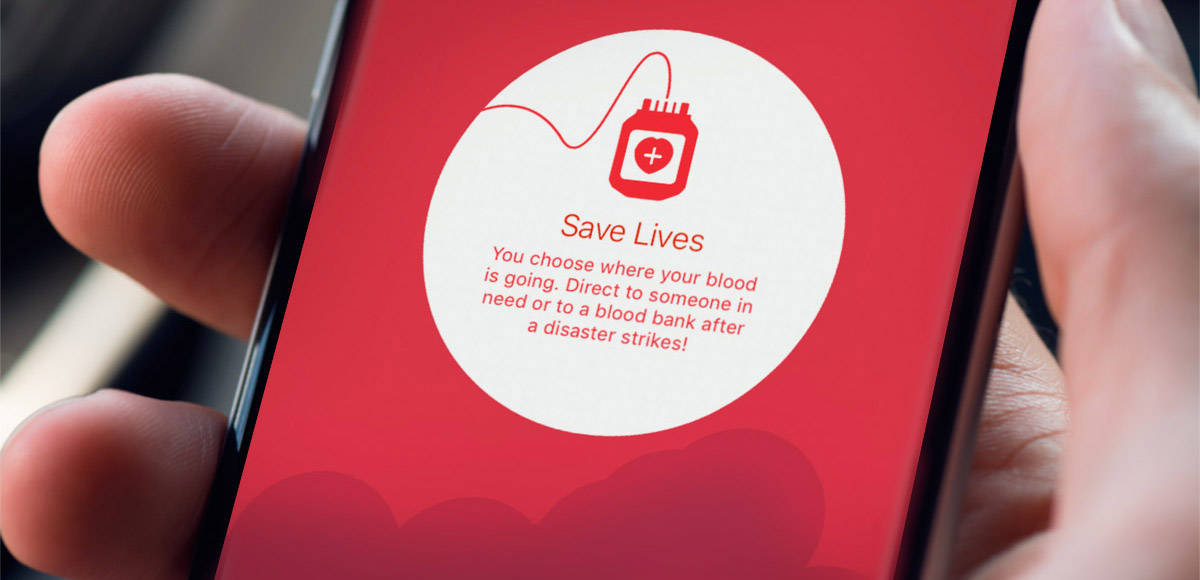 Save Lives
You choose where your blood
is going. Direct to someone in
need or to a blood bank after
a disaster strikes!